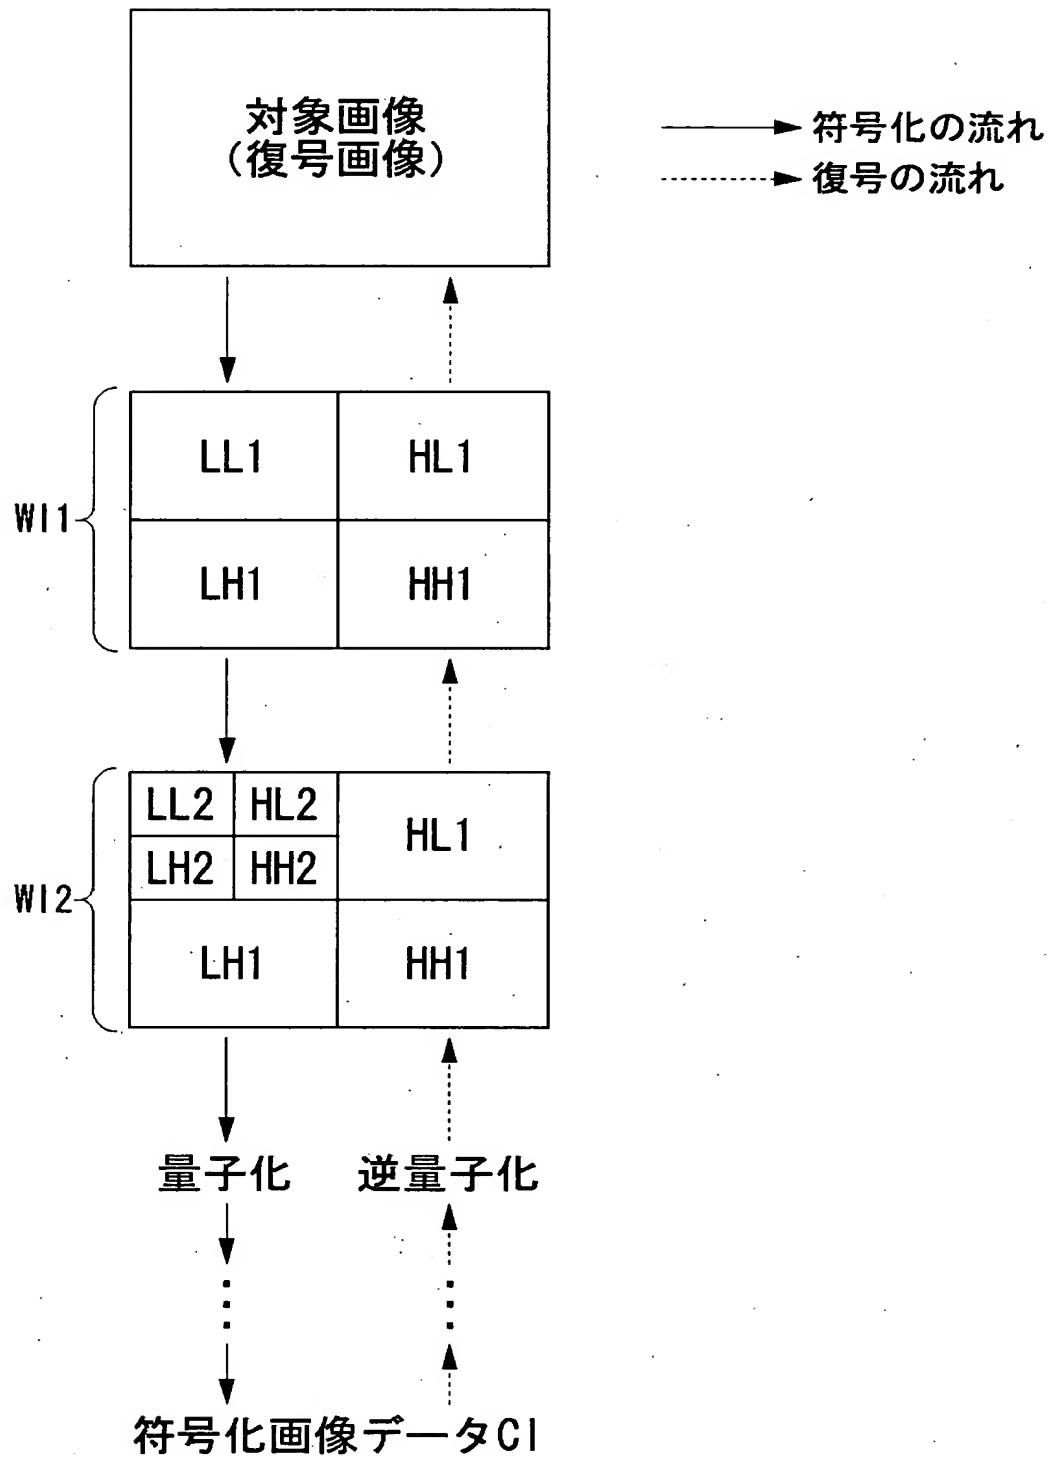 対象画像
(復号画像)
符号化の流れ
復号の流れ
WI1
LL1 HL1
LH1 HH1
WI2
LL2 HL2
HL1
LH2 HH2
LH1 HH1
量子化 逆量子化
符号化画像データCI